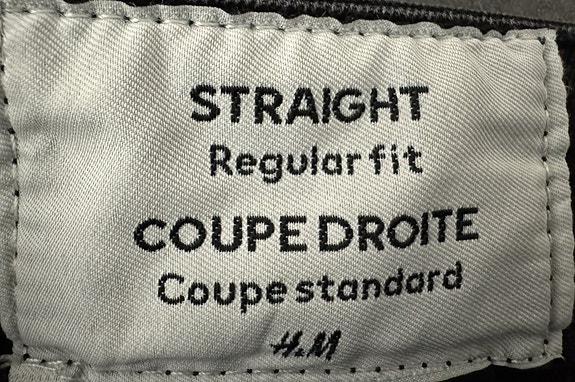 STRAIGHT
Regular fit
COUPE DROITE
Coupe standard
H&M